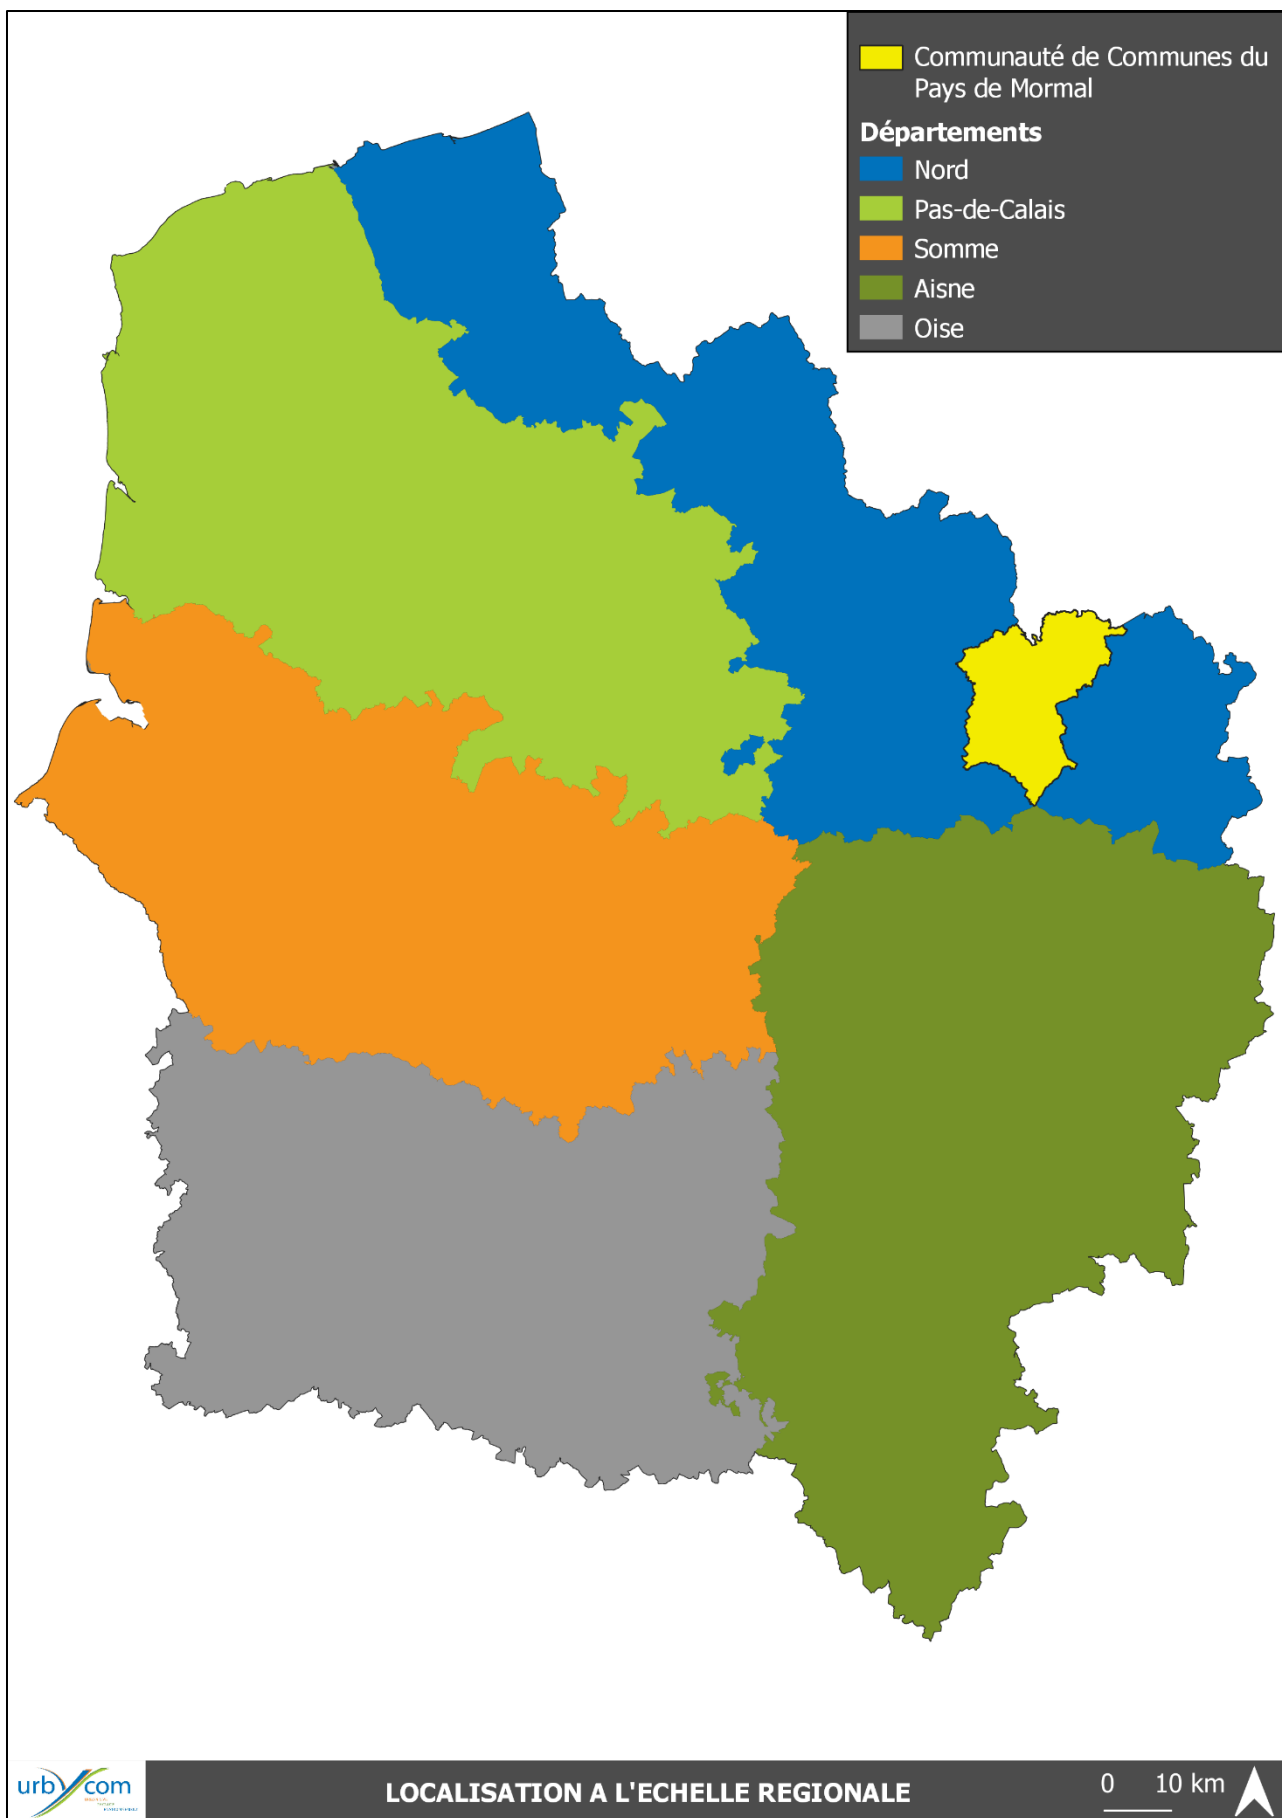 Communauté de Communes du
Pays de Mormal
Départements
Nord
Pas-de-Calais
Somme
Aisne
Oise
urbycom
LOCALISATION A L'ECHELLE REGIONALE
0 10 km